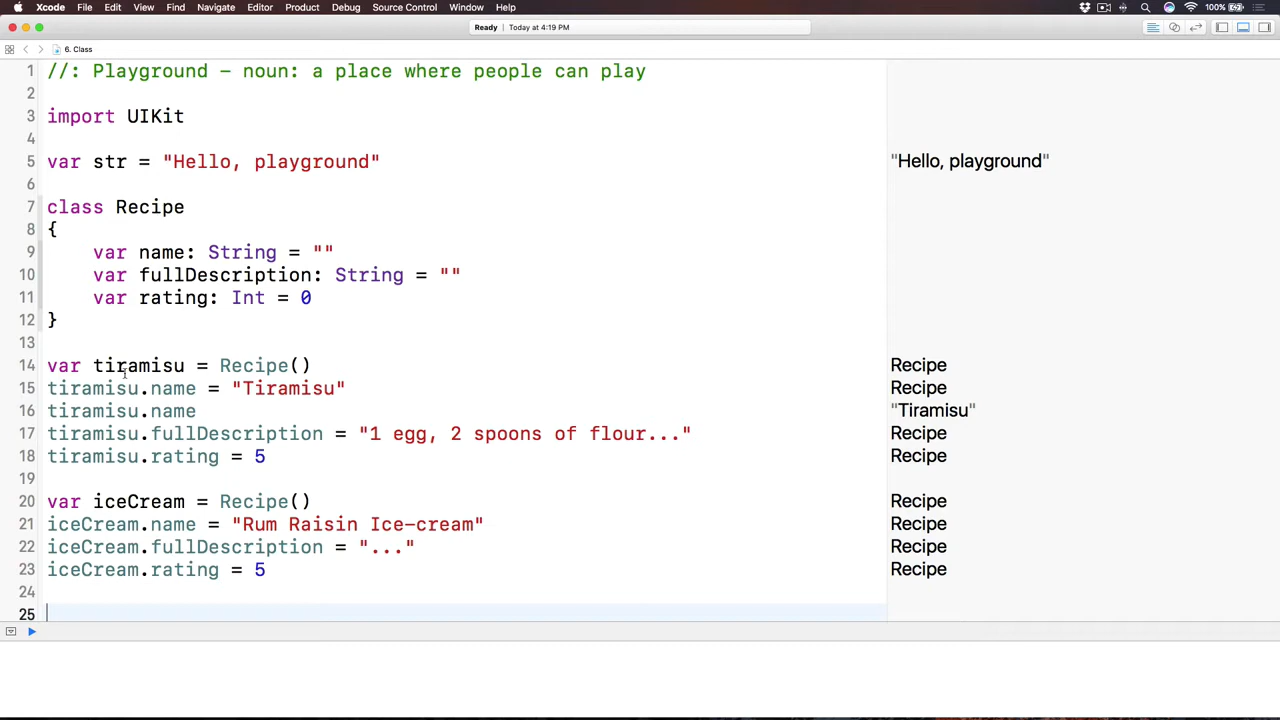 Xcode File Edit View Find Navigate Editor Product Debug Source Control Window Help 100%
Ready | Today at 4:19 PM
6. Class
1 //: Playground – noun: a place where people can play
2
3 import UIKit
4
5 var str = "Hello, playground" "Hello, playground"
6
7 class Recipe
8 {
9 var name: String = ""
10 var fullDescription: String = ""
11 var rating: Int = 0
12 }
13
14 var tiramisu = Recipe() Recipe
15 tiramisu.name = "Tiramisu" Recipe
16 tiramisu.name "Tiramisu"
17 tiramisu.fullDescription = "1 egg, 2 spoons of flour..." Recipe
18 tiramisu.rating = 5 Recipe
19
20 var iceCream = Recipe() Recipe
21 iceCream.name = "Rum Raisin Ice-cream" Recipe
22 iceCream.fullDescription = "..." Recipe
23 iceCream.rating = 5 Recipe
24
25